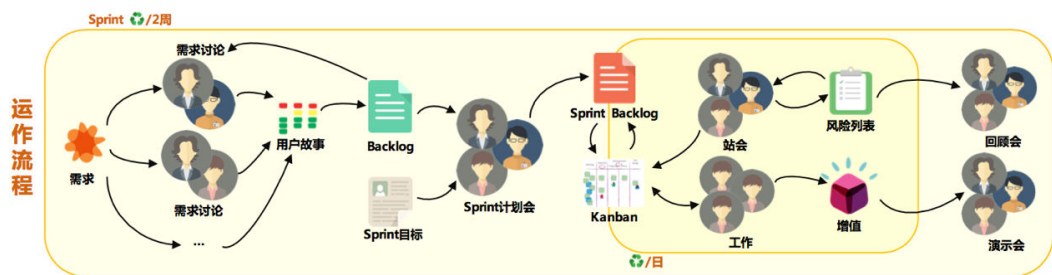 Sprint /2周
运作流程
需求讨论
需求
需求讨论
...
用户故事
Backlog
Sprint目标
Sprint计划会
Sprint Backlog
Kanban
站会
风险列表
工作
增值
回顾会
演示会
/日